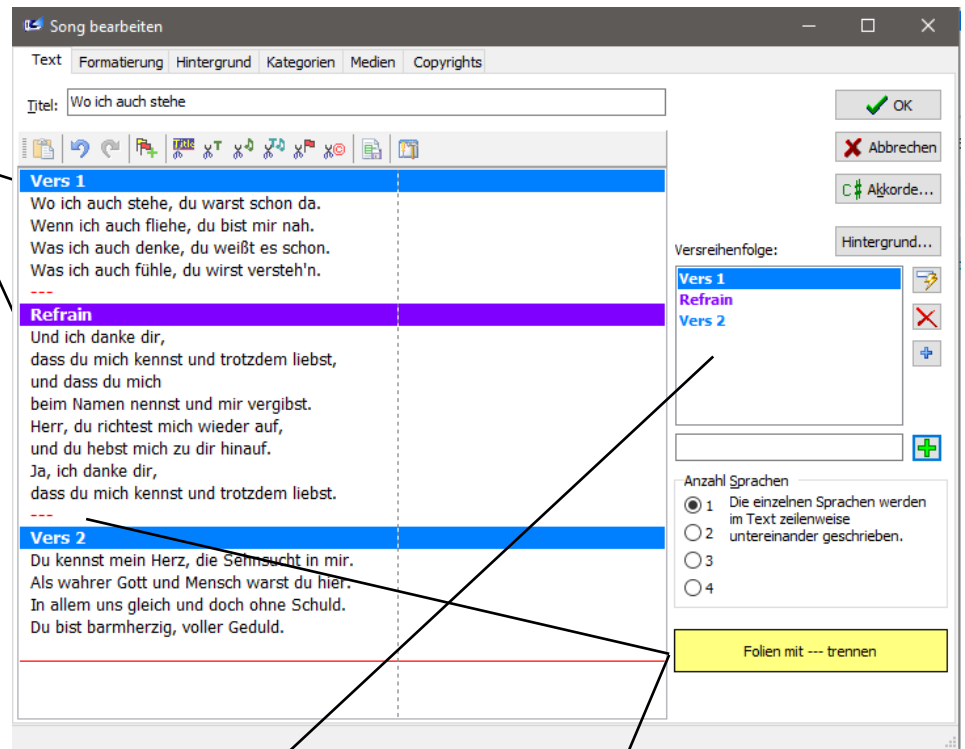 Song bearbeiten
Text Formatierung Hintergrund Kategorien Medien Copyrights
Titel: Wo ich auch stehe
OK
Abbrechen
C# Akkorde...
Hintergrund...
Title
Vers 1
Wo ich auch stehe, du warst schon da.
Wenn ich auch fliehe, du bist mir nah.
Was ich auch denke, du weißt es schon.
Was ich auch fühle, du wirst versteh'n.
---
Refrain
Und ich danke dir,
dass du mich kennst und trotzdem liebst,
und dass du mich
beim Namen nennst und mir vergibst.
Herr, du richtest mich wieder auf,
und du hebst mich zu dir hinauf.
Ja, ich danke dir,
dass du mich kennst und trotzdem liebst.
---
Vers 2
Du kennst mein Herz, die Sehnsucht in mir.
Als wahrer Gott und Mensch warst du hier.
In allem uns gleich und doch ohne Schuld.
Du bist barmherzig, voller Geduld.
Versreihenfolge:
Vers 1
Refrain
Vers 2
Anzahl Sprachen
1
2
3
4
Die einzelnen Sprachen werden
im Text zeilenweise
untereinander geschrieben.
Folien mit --- trennen